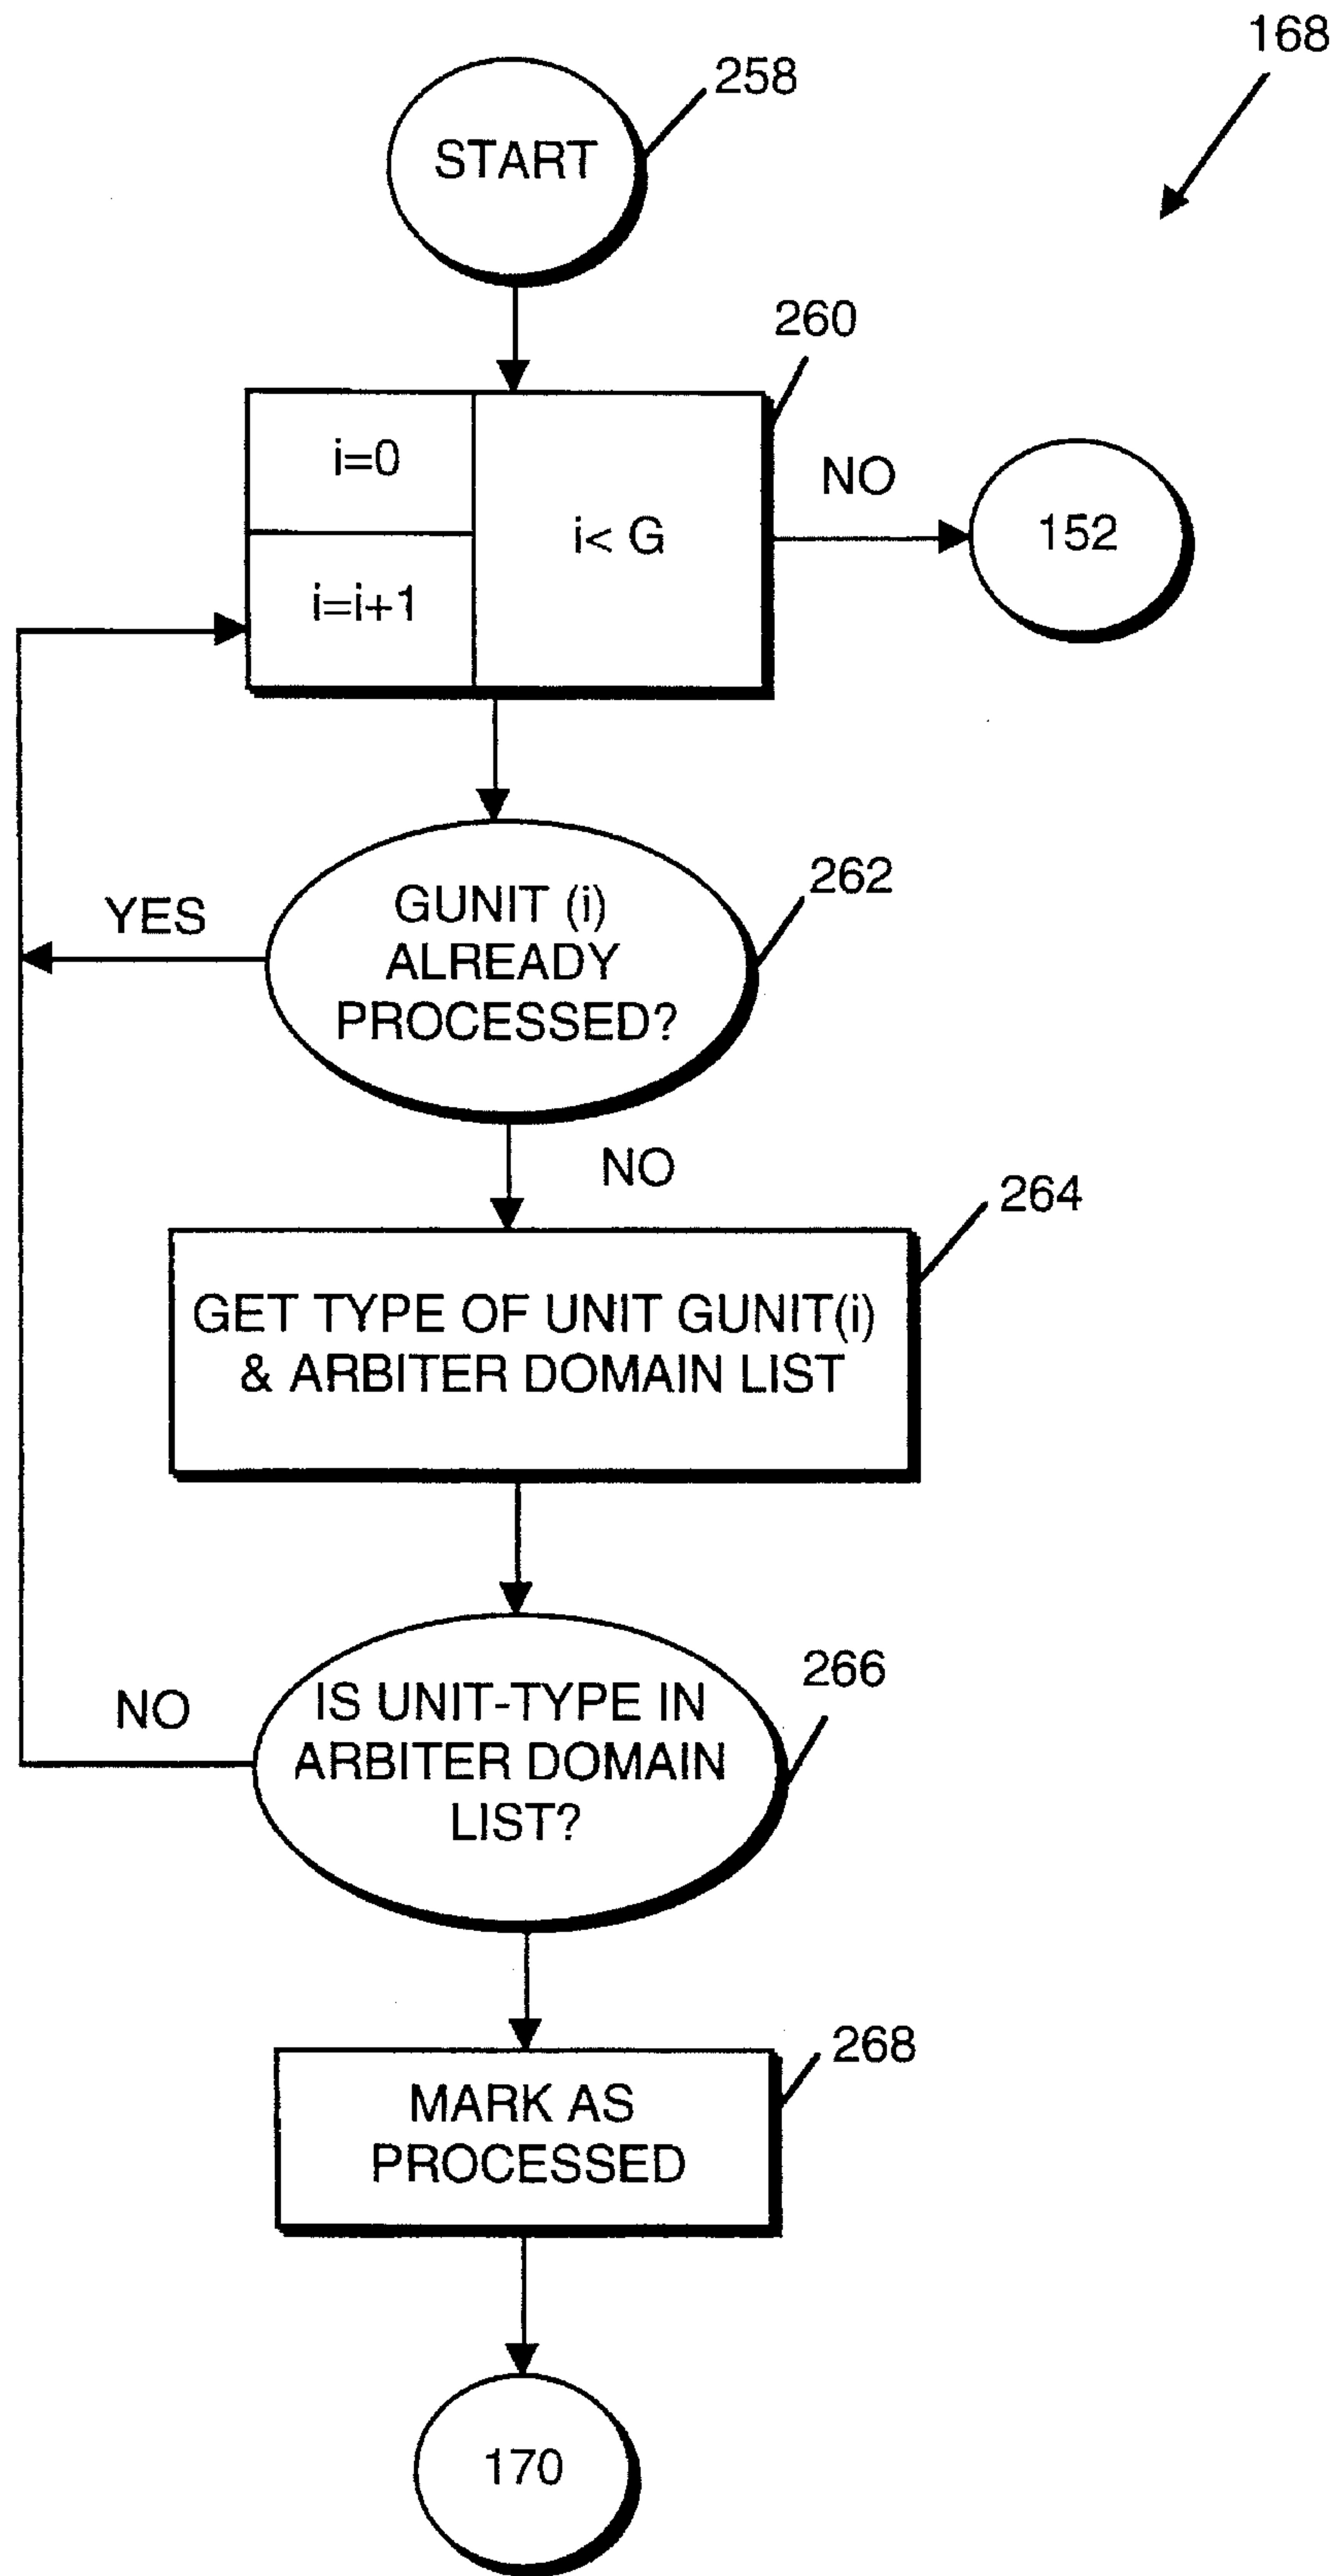 168
258
START
260
i=0
i< G
NO
152
i=i+1
262
YES
GUNIT (i)
ALREADY
PROCESSED?
NO
264
GET TYPE OF UNIT GUNIT(i)
& ARBITER DOMAIN LIST
266
NO
IS UNIT-TYPE IN
ARBITER DOMAIN
LIST?
268
MARK AS
PROCESSED
170